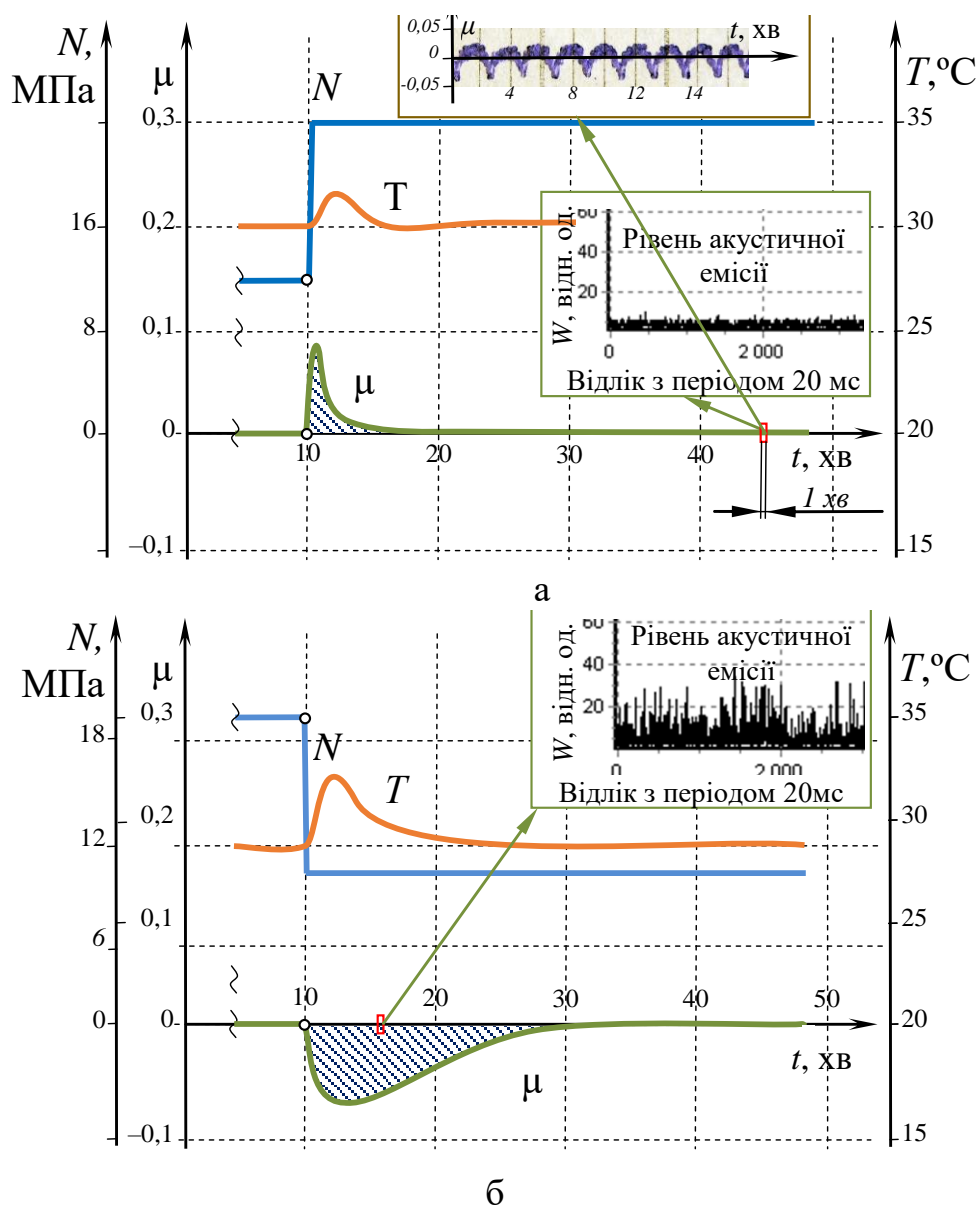 0,05
μ
t, хв
0
-0,05
4
8
12
14
N,
МПа
μ
N
T,ºC
0,3
35
T
16
0,2
30
60
40
20
W, відн. од.
Рівень акустичної
емісії
8
0,1
25
0
2 000
Відлік з періодом 20 мс
μ
0
0
10
20
30
40
t, хв
20
1 хв
–0,1
15
а
N,
МПа
μ
T,ºC
60
40
20
W, відн. од.
Рівень акустичної
емісії
0
2 000
Відлік з періодом 20мс
20
18
0,3
35
N
T
12
0,2
30
6
0,1
25
10
20
30
40
50
0
0
20
t, хв
μ
–0,1
15
б